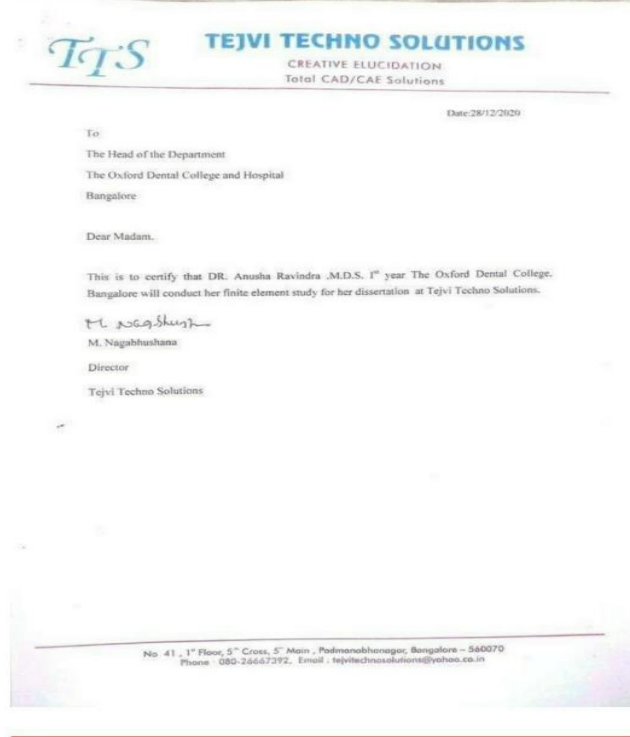 TTS
TEJVI TECHNO SOLUTIONS
CREATIVE ELUCIDATION
Total CAD/CAE Solutions
Date:28/12/2020
To
The Head of the Department
The Oxford Dental College and Hospital
Bangalore
Dear Madam,
This is to certify that DR. Anusha Ravindra .M.D.S. I" year The Oxford Dental College.
Bangalore will conduct her finite element study for her dissertation at Tejvi Techno Solutions.
M. Nagabhushana
Director
Tejvi Techno Solutions
No 41 , 1" Floor, 5" Cross, 5" Main , Padmanabhanagar, Bangalore – 560070
Phone : 080-26667392, Email : tejvitechnosolutions@yahoo.co.in